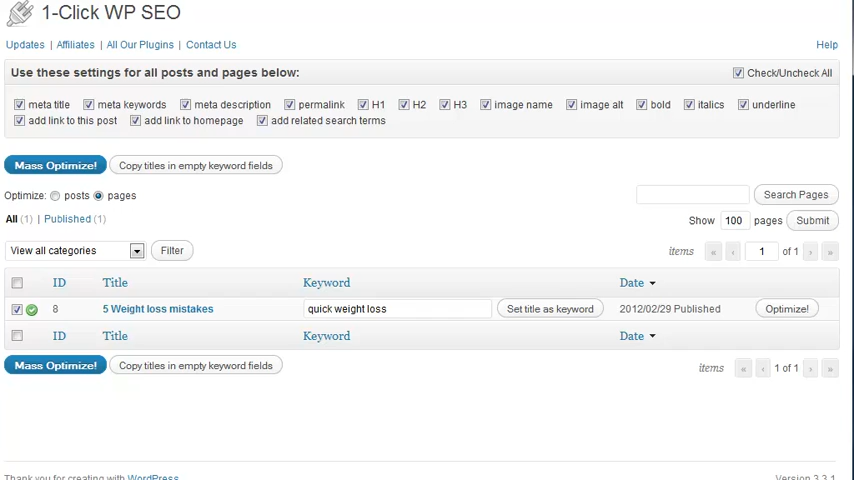 1-Click WP SEO
Updates | Affiliates | All Our Plugins | Contact Us Help
Use these settings for all posts and pages below: Check/Uncheck All
meta title meta keywords meta description permalink H1 H2 H3 image name image alt bold italics underline
add link to this post add link to homepage add related search terms
Mass Optimize! Copy titles in empty keyword fields
Optimize: posts pages Search Pages
All (1) | Published (1) Show 100 pages Submit
View all categories Filter items « ‹ 1 of 1 › »
ID Title Keyword Date
8 5 Weight loss mistakes quick weight loss Set title as keyword 2012/02/29 Published Optimize!
ID Title Keyword Date
Mass Optimize! Copy titles in empty keyword fields items « ‹ 1 of 1 › »
Thank you for creating with WordPress Version 3.3.1